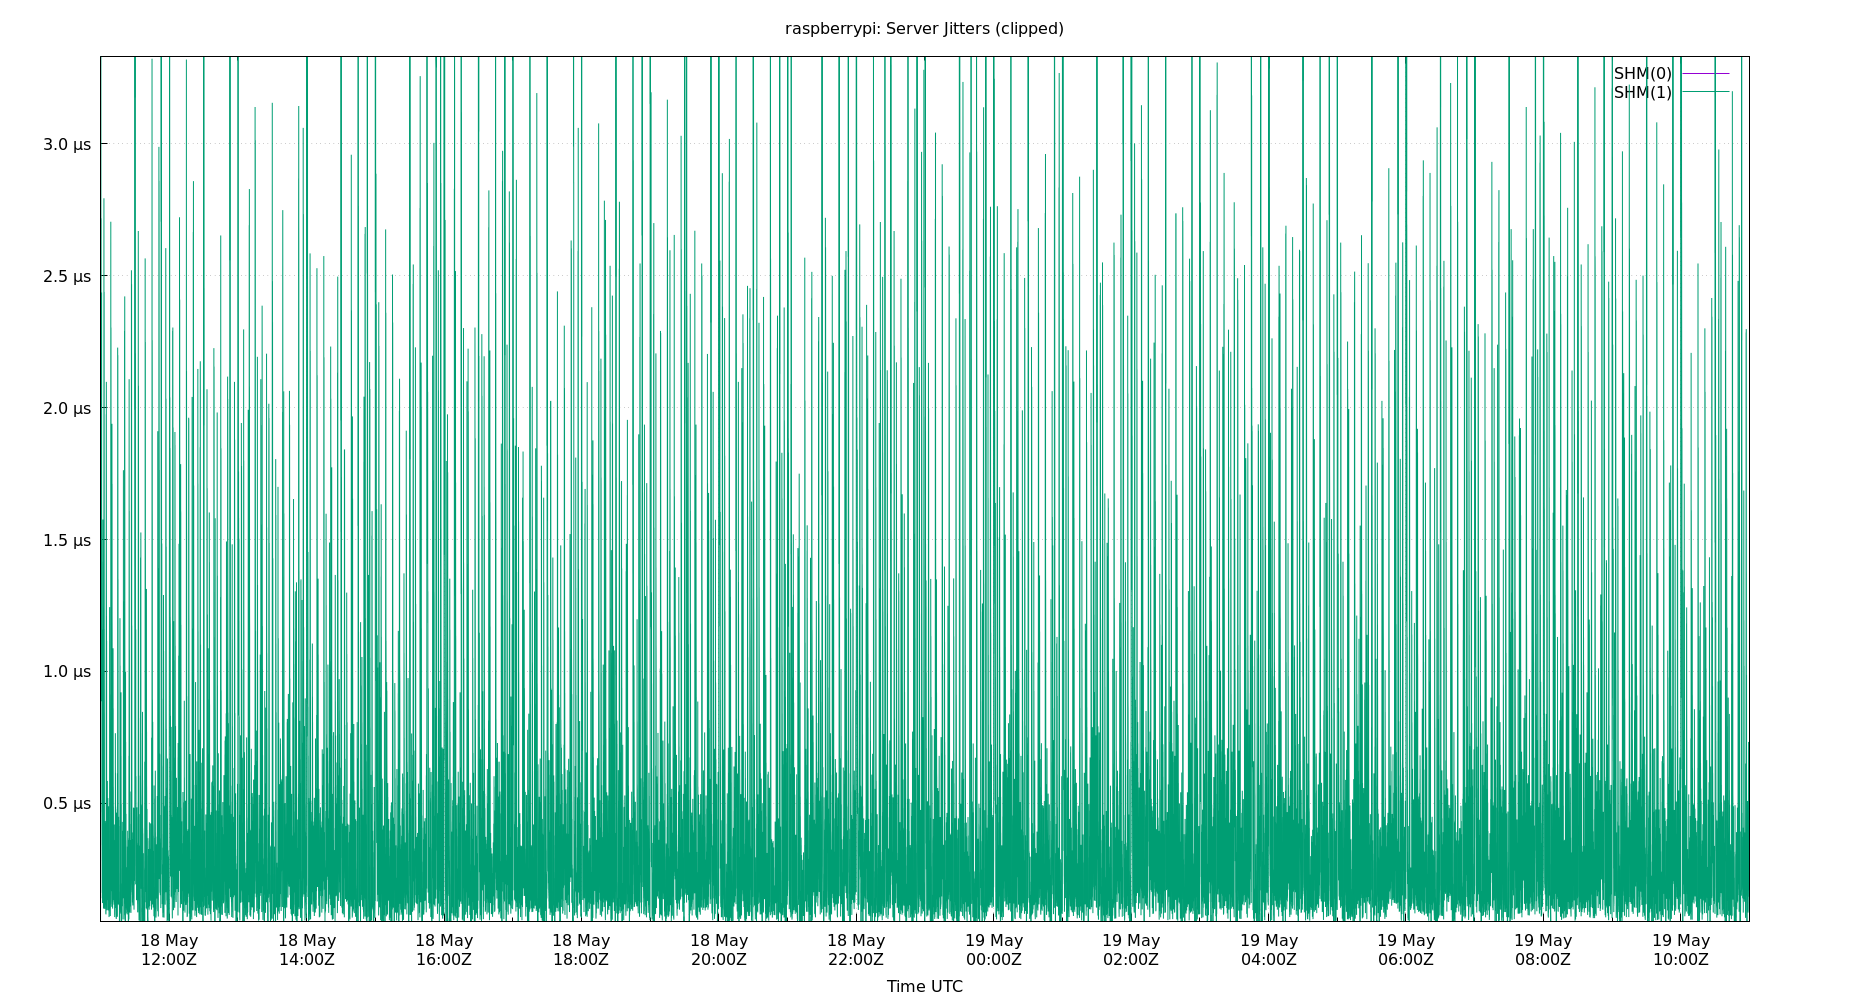 raspberrypi: Server Jitters (clipped)
SHM(0)
SHM(1)
3.0 µs
2.5 µs
2.0 µs
1.5 µs
1.0 µs
0.5 µs
18 May 18 May 18 May 18 May 18 May 18 May 19 May 19 May 19 May 19 May 19 May 19 May
12:00Z 14:00Z 16:00Z 18:00Z 20:00Z 22:00Z 00:00Z 02:00Z 04:00Z 06:00Z 08:00Z 10:00Z
Time UTC